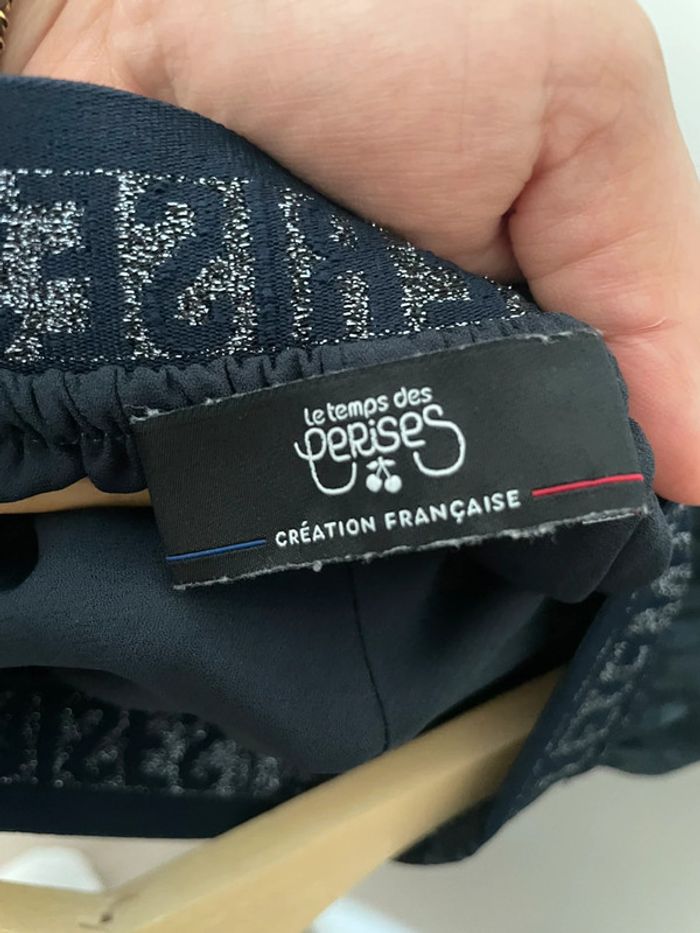 le temps des
CERISES
CRÉATION FRANÇAISE